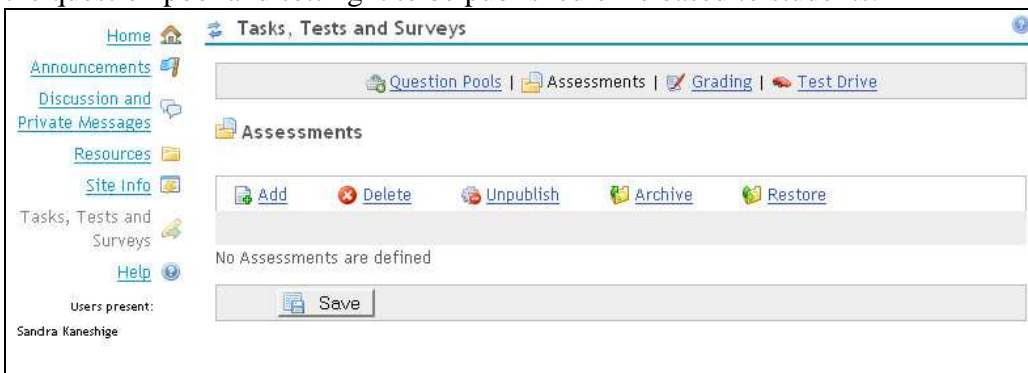 the question pool and setting it to be published or released to students.
Home
Announcements
Discussion and
Private Messages
Resources
Site Info
Tasks, Tests and
Surveys
Help
Users present:
Sandra Kaneshige
Tasks, Tests and Surveys
Question Pools | Assessments | Grading | Test Drive
Assessments
Add Delete Unpublish Archive Restore
No Assessments are defined
Save